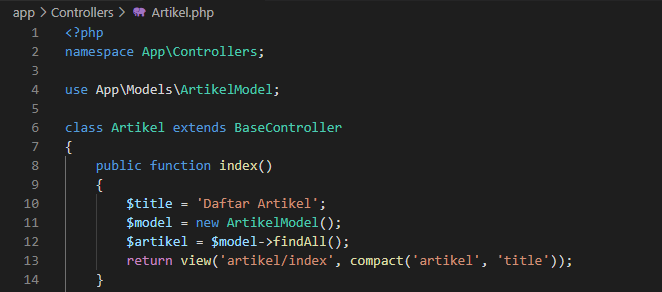 app > Controllers > Artikel.php
1 <?php
2 namespace App\Controllers;
3
4 use App\Models\ArtikelModel;
5
6 class Artikel extends BaseController
7 {
8     public function index()
9     {
10         $title = 'Daftar Artikel';
11         $model = new ArtikelModel();
12         $artikel = $model->findAll();
13         return view('artikel/index', compact('artikel', 'title'));
14     }